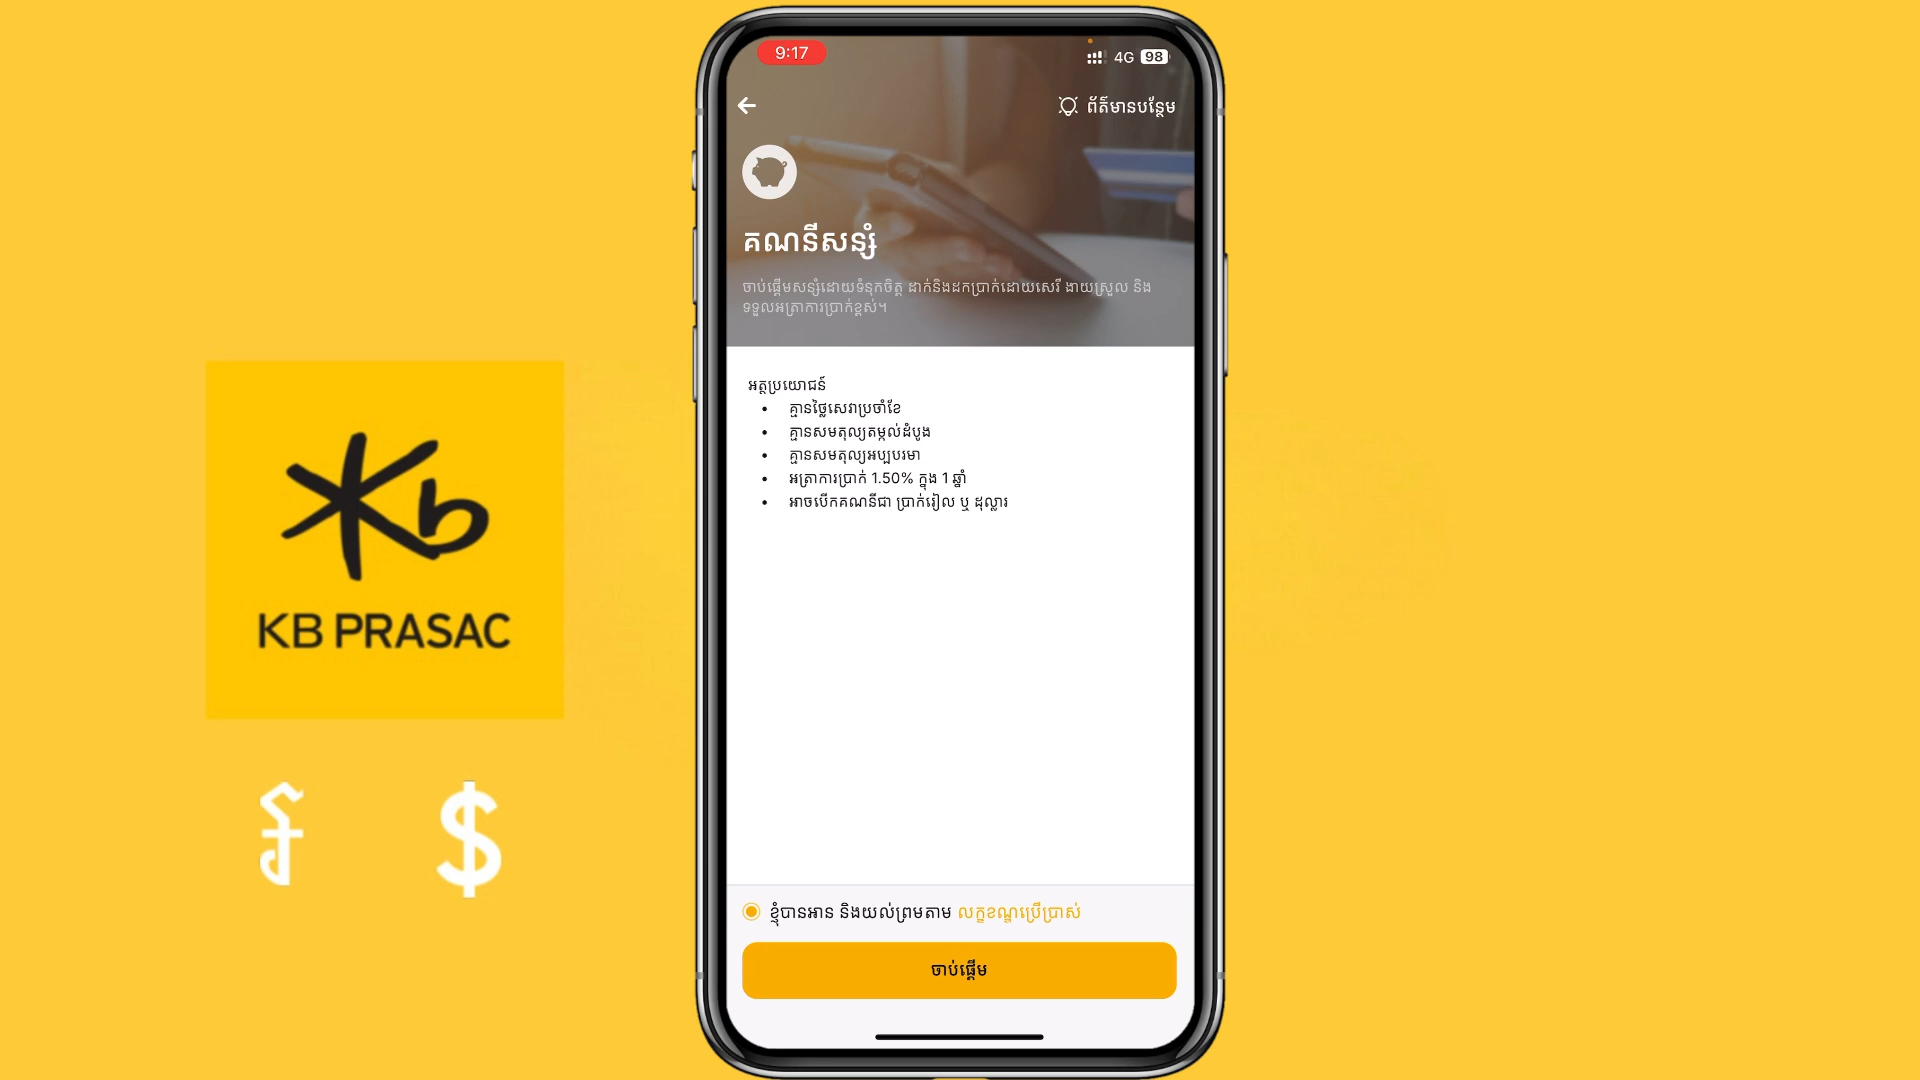 9:17
4G 98
ព័ត៌មានបន្ថែម
គណនីសន្សំ
ចាប់ផ្ដើមសន្សំដោយទំនុកចិត្ត ដាក់និងដកប្រាក់ដោយសេរី ងាយស្រួល និង
ទទួលអត្រាការប្រាក់ខ្ពស់។
អត្ថប្រយោជន៍
• គ្មានថ្លៃសេវាប្រចាំខែ
• គ្មានសមតុល្យតម្កល់ដំបូង
• គ្មានសមតុល្យអប្បបរមា
• អត្រាការប្រាក់ 1.50% ក្នុង 1 ឆ្នាំ
• អាចបើកគណនីជា ប្រាក់រៀល ឬ ដុល្លារ
ខ្ញុំបានអាន និងយល់ព្រមតាម លក្ខខណ្ឌប្រើប្រាស់
ចាប់ផ្ដើម
Kb
KB PRASAC
៛ $